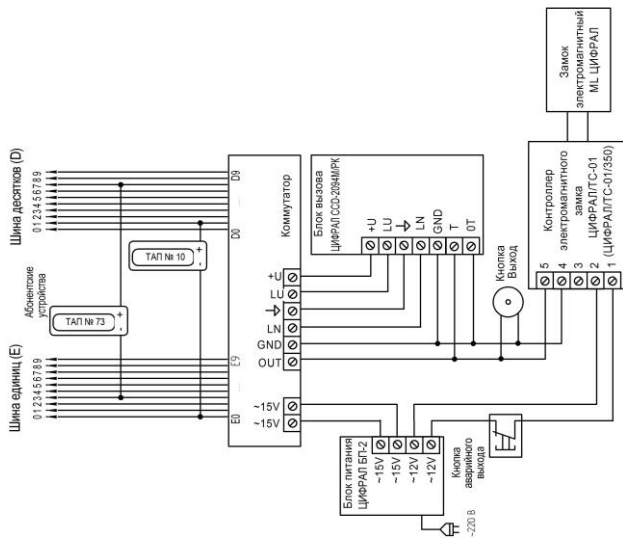 Шина десятков (D)
0123456789
Абонентские
устройства
ТАП № 73
+
-
ТАП № 10
+
-
Шина единиц (E)
0123456789
D9
...
D0
E9
...
E0
Коммутатор
+U
LU
LN
GND
OUT
~15V
~15V
Блок вызова
ЦИФРАЛ CCD-2094М/РК
+U
LU
LN
GND
T
0T
Кнопка
Выход
Блок питания
ЦИФРАЛ БП-2
~15V
~15V
~12V
~12V
~220 В
Кнопка
аварийного
выхода
Контроллер
электромагнитного
замка
ЦИФРАЛ/ТС-01
(ЦИФРАЛ/ТС-01/350)
5
4
3
2
1
Замок
электромагнитный
ML ЦИФРАЛ